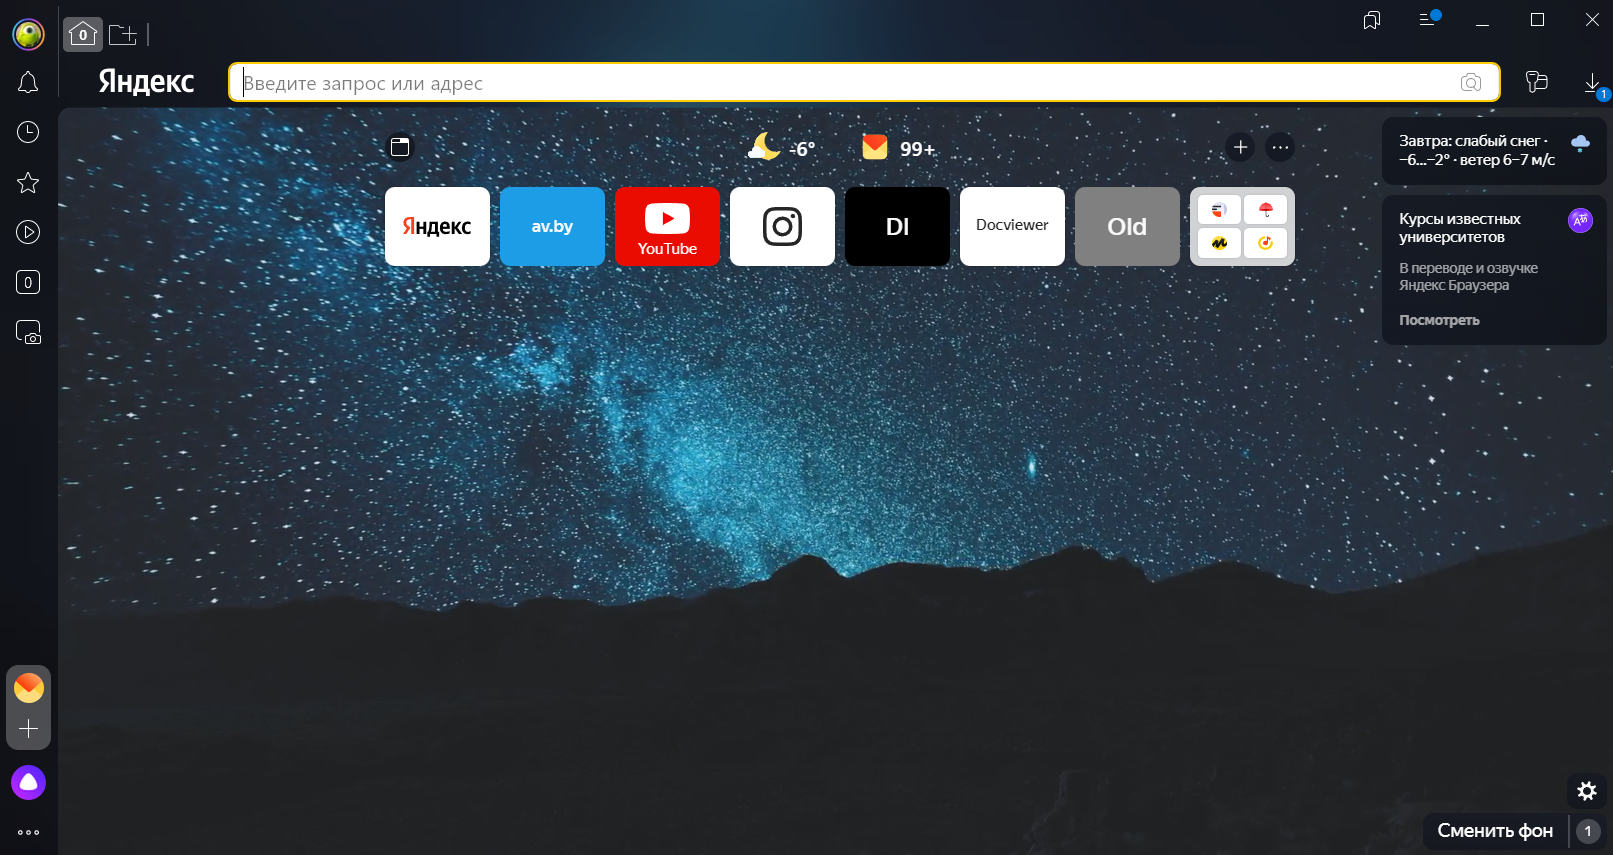 0
Яндекс
Введите запрос или адрес
1
-6°
99+
Завтра: слабый снег ·
−6...−2° · ветер 6–7 м/с
Яндекс
av.by
YouTube
DI
Docviewer
Old
Курсы известных
университетов
В переводе и озвучке
Яндекс Браузера
Посмотреть
0
Сменить фон
1